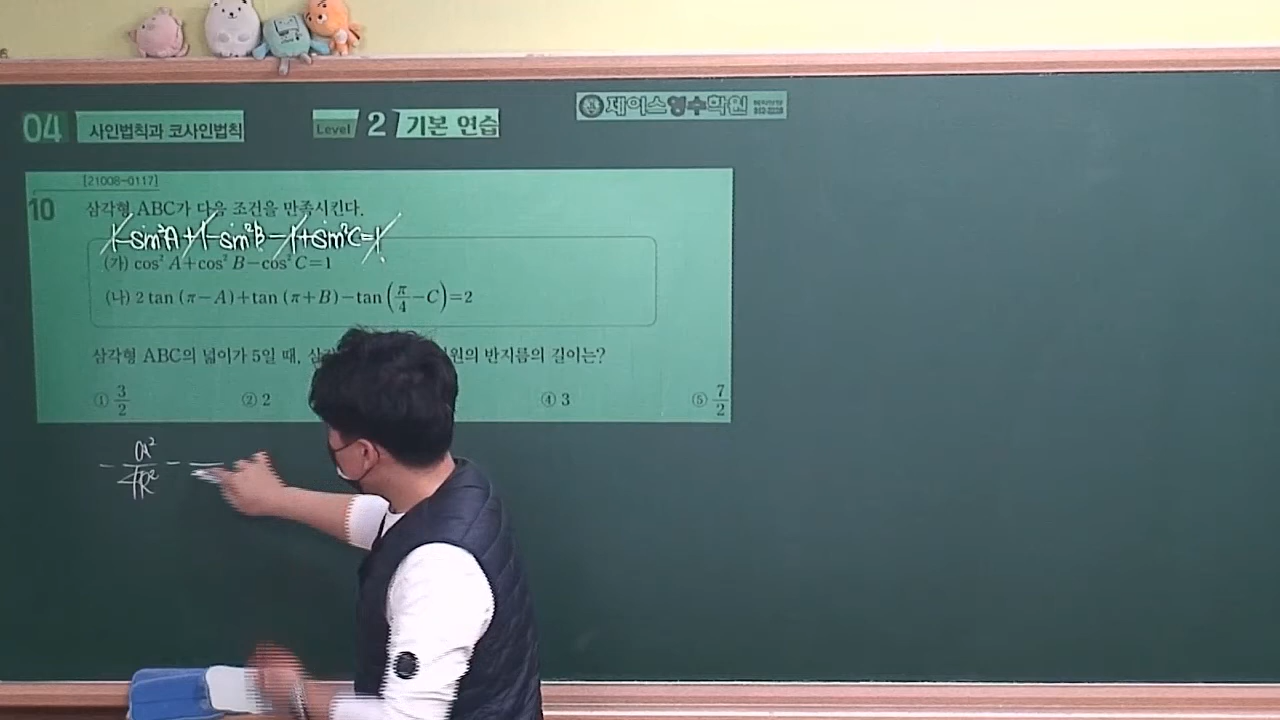 04 사인법칙과 코사인법칙 Level 2 기본 연습 제이스영수학원
[21008-0117]
10 삼각형 ABC가 다음 조건을 만족시킨다.
1-sin²A+1-sin²B-1+sin²C=1
(가) cos² A+cos² B-cos² C=1
(나) 2 tan (π-A)+tan (π+B)-tan (π/4-C)=2
삼각형 ABC의 넓이가 5일 때, 원의 반지름의 길이는?
① 3/2 ② 2 ④ 3 ⑤ 7/2
- a²/4R² -